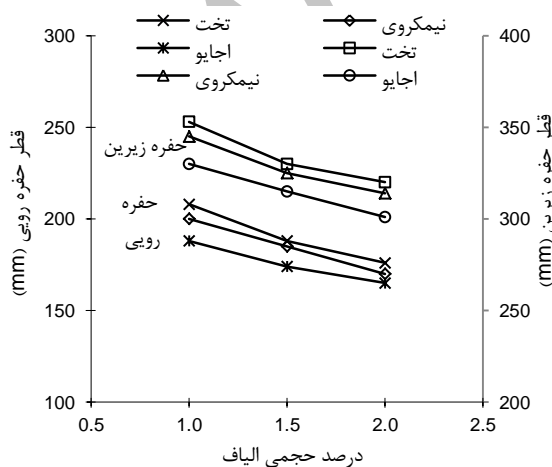 تخت
نیمکروی
اجایو
تخت
نیمکروی
اجایو
300
250
200
150
100
400
350
300
250
200
قطر حفره رویی (mm)
قطر حفره زیرین (mm)
حفره زیرین
حفره
رویی
0.5 1.0 1.5 2.0 2.5
درصد حجمی الیاف